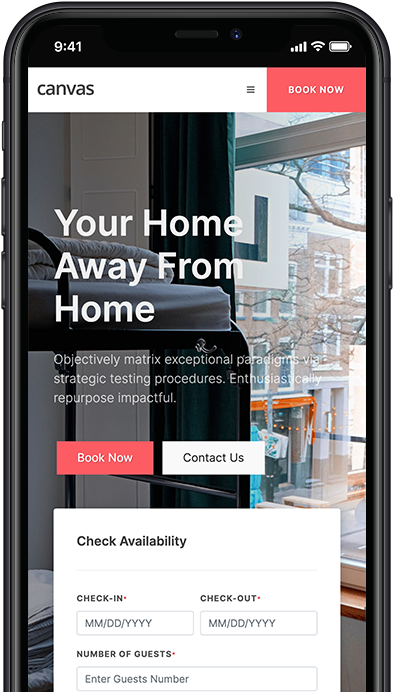 9:41
canvas
BOOK NOW
Your Home
Away From
Home
Objectively matrix exceptional paradigms via
strategic testing procedures. Enthusiastically
repurpose impactful.
Book Now
Contact Us
Check Availability
CHECK-IN*
CHECK-OUT*
MM/DD/YYYY
MM/DD/YYYY
NUMBER OF GUESTS*
Enter Guests Number